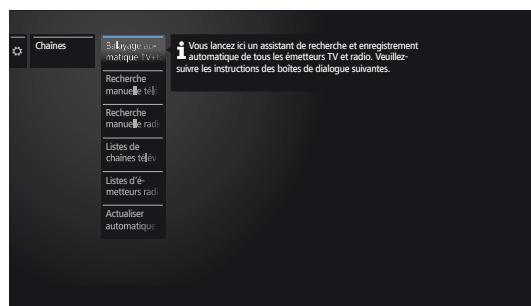 Chaînes
Balayage au-
matique TV+
Vous lancez ici un assistant de recherche et enregistrement
automatique de tous les émetteurs TV et radio. Veuillez-
suivre les instructions des boîtes de dialogue suivantes.
Recherche
manuelle télé
Recherche
manuelle radi
Listes de
chaînes télév
Listes d'é-
metteurs radi
Actualiser
automatique